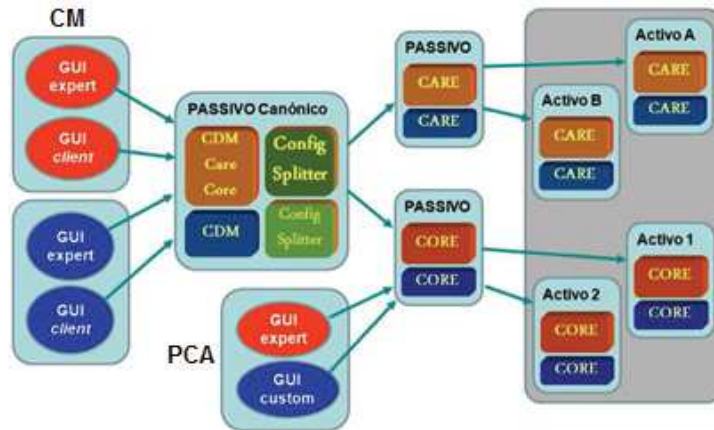 CM
GUI
expert
GUI
client
GUI
expert
GUI
client
PASSIVO Canónico
CDM
Care
Core
Config
Splitter
CDM
Config
Splitter
PCA
GUI
expert
GUI
custom
PASSIVO
CARE
CARE
PASSIVO
CORE
CORE
Activo A
CARE
CARE
Activo B
CARE
CARE
Activo 1
CORE
CORE
Activo 2
CORE
CORE